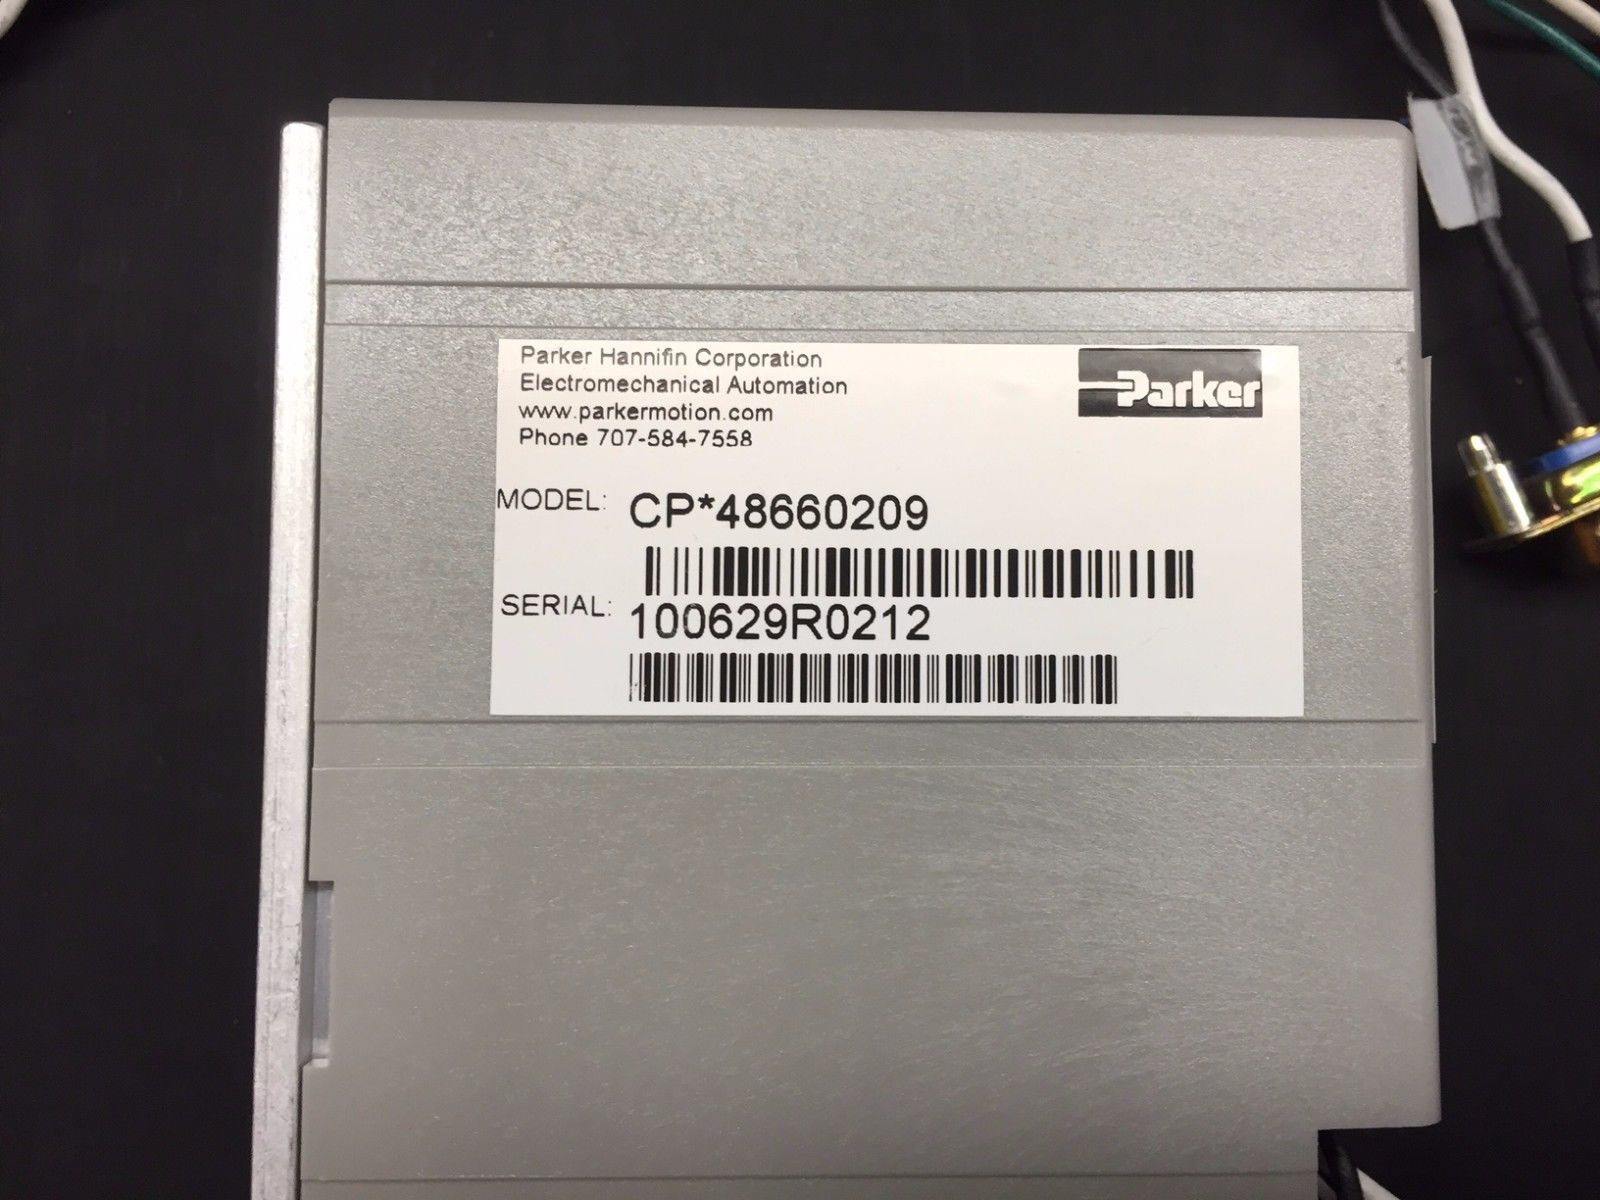 Parker Hannifin Corporation
Electromechanical Automation
www.parkermotion.com
Phone 707-584-7558
Parker
MODEL: CP*48660209
SERIAL: 100629R0212